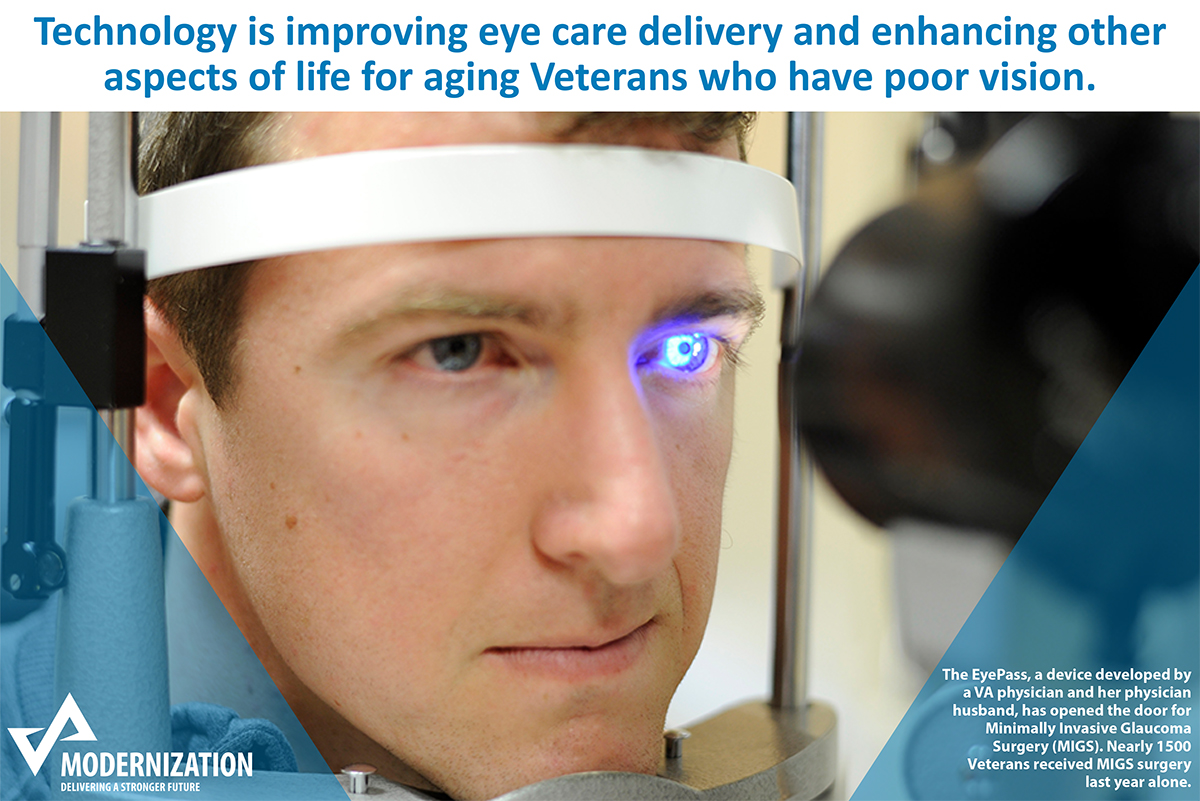 Technology is improving eye care delivery and enhancing other
aspects of life for aging Veterans who have poor vision.
The EyePass, a device developed by
a VA physician and her physician
husband, has opened the door for
Minimally Invasive Glaucoma
Surgery (MIGS). Nearly 1500
Veterans received MIGS surgery
last year alone.
MODERNIZATION
DELIVERING A STRONGER FUTURE